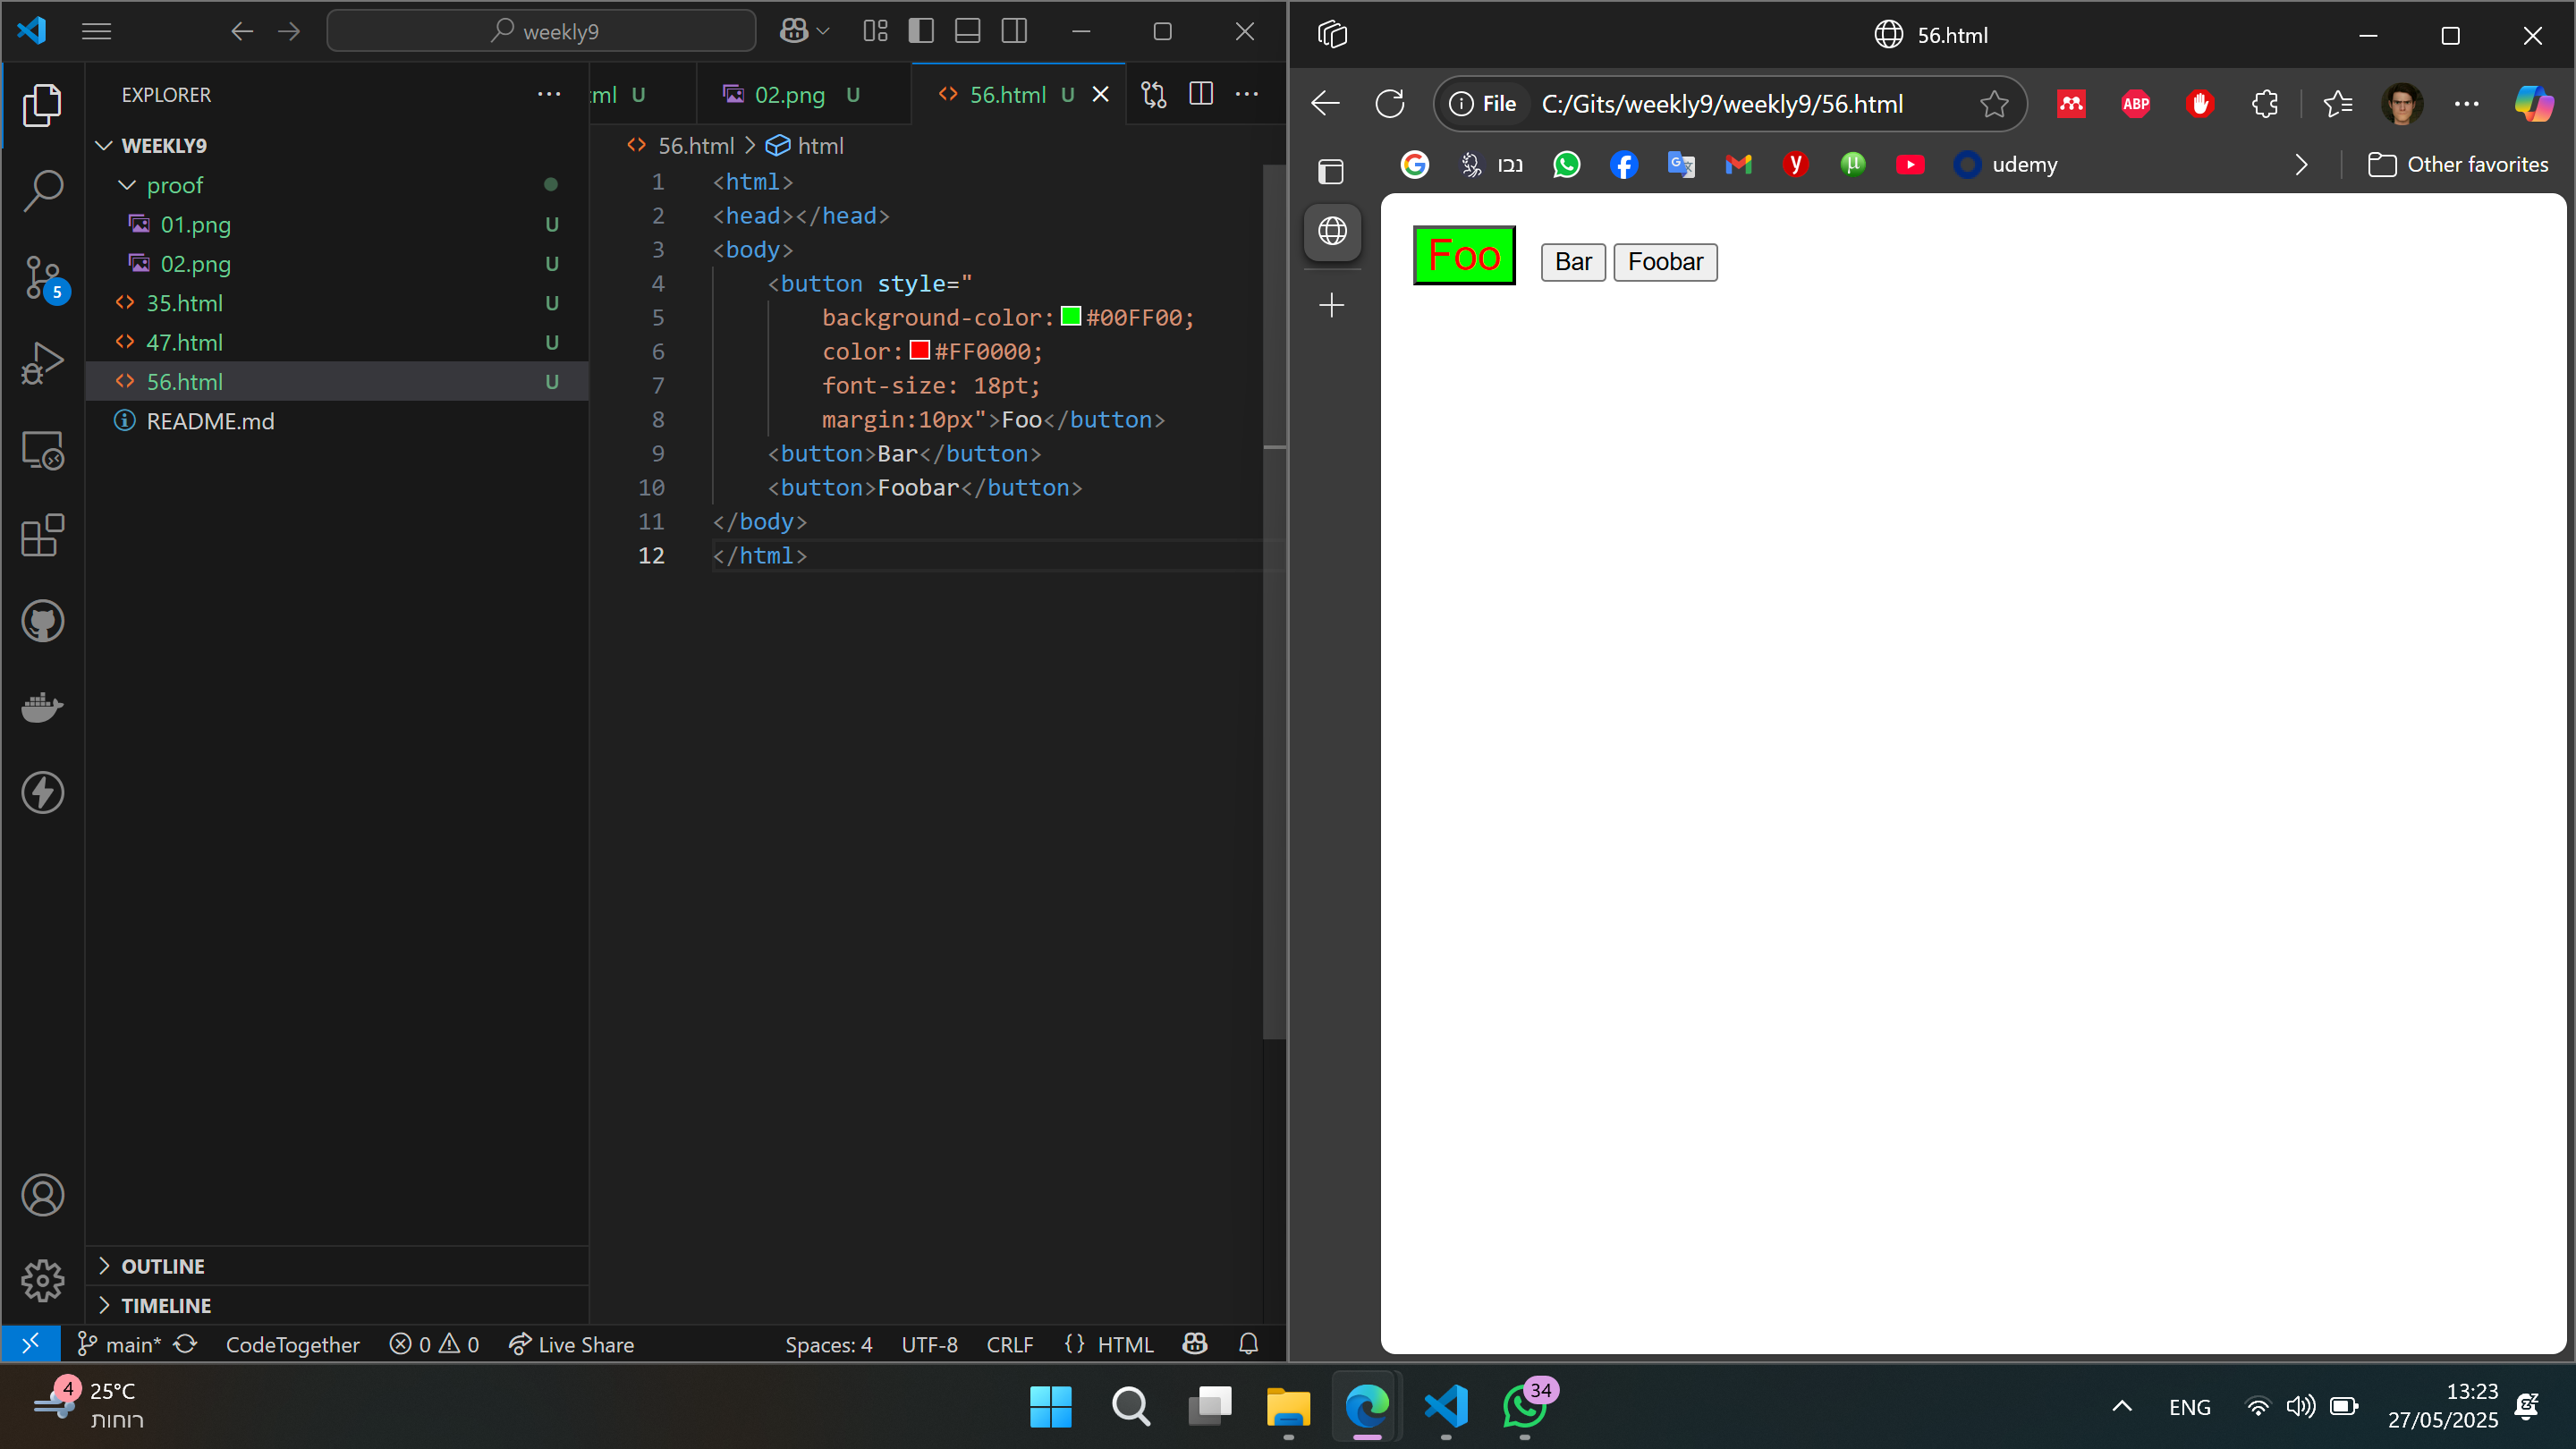 weekly9
EXPLORER
WEEKLY9
proof
01.png U
02.png U
35.html U
47.html U
56.html U
README.md
OUTLINE
TIMELINE
5
ml U
02.png U
56.html U
56.html > html
1 <html>
2 <head></head>
3 <body>
4 <button style="
5 background-color: #00FF00;
6 color: #FF0000;
7 font-size: 18pt;
8 margin:10px">Foo</button>
9 <button>Bar</button>
10 <button>Foobar</button>
11 </body>
12 </html>
main* CodeTogether 0 0 Live Share Spaces: 4 UTF-8 CRLF {} HTML
56.html
File C:/Gits/weekly9/weekly9/56.html ABP
נבו udemy Other favorites
Foo Bar Foobar
4 25°C
רוחות
34
ENG
13:23
27/05/2025